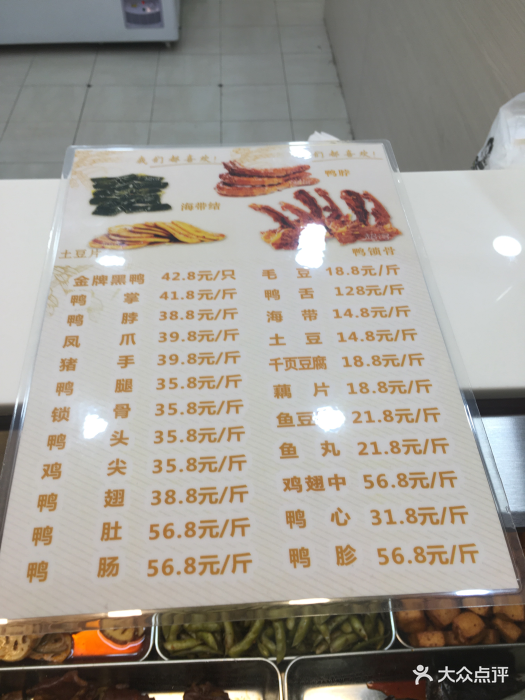 我们都喜欢! 我们都喜欢!
鸭脖
海带结
土豆片
鸭锁骨
金牌黑鸭 42.8元/只
鸭掌 41.8元/斤
鸭脖 38.8元/斤
凤爪 39.8元/斤
猪手 39.8元/斤
鸭腿 35.8元/斤
锁骨 35.8元/斤
鸭头 35.8元/斤
鸡尖 35.8元/斤
鸭翅 38.8元/斤
鸭肚 56.8元/斤
鸭肠 56.8元/斤
毛豆 18.8元/斤
鸭舌 128元/斤
海带 14.8元/斤
土豆 14.8元/斤
千页豆腐 18.8元/斤
藕片 18.8元/斤
鱼豆 21.8元/斤
鱼丸 21.8元/斤
鸡翅中 56.8元/斤
鸭心 31.8元/斤
鸭胗 56.8元/斤
大众点评